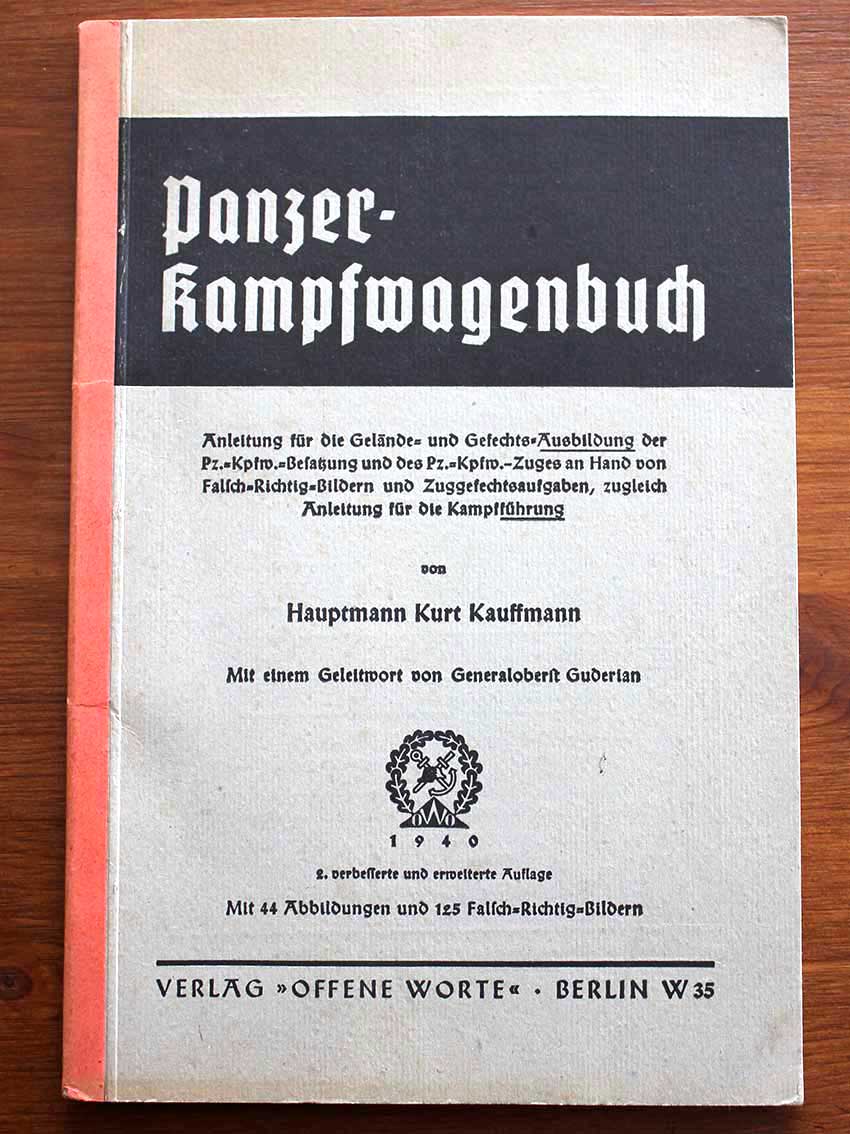 Panzer-
Kampfwagenbuch
Anleitung für die Gelände- und Gefechts-Ausbildung der
Pz.-Kpfw.-Besatzung und des Pz.-Kpfw.-Zuges an Hand von
Falsch-Richtig-Bildern und Zuggefechtsaufgaben, zugleich
Anleitung für die Kampfführung
von
Hauptmann Kurt Kauffmann
Mit einem Geleitwort von Generaloberst Guderian
OWO
1940
2. verbesserte und erweiterte Auflage
Mit 44 Abbildungen und 125 Falsch-Richtig-Bildern
VERLAG »OFFENE WORTE« · BERLIN W 35